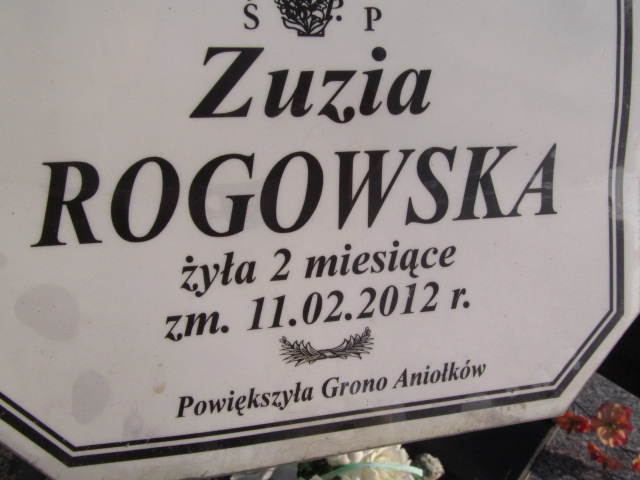 Ś P
Zuzia
ROGOWSKA
żyła 2 miesiące
zm. 11.02.2012 r.
Powiększyła Grono Aniołków